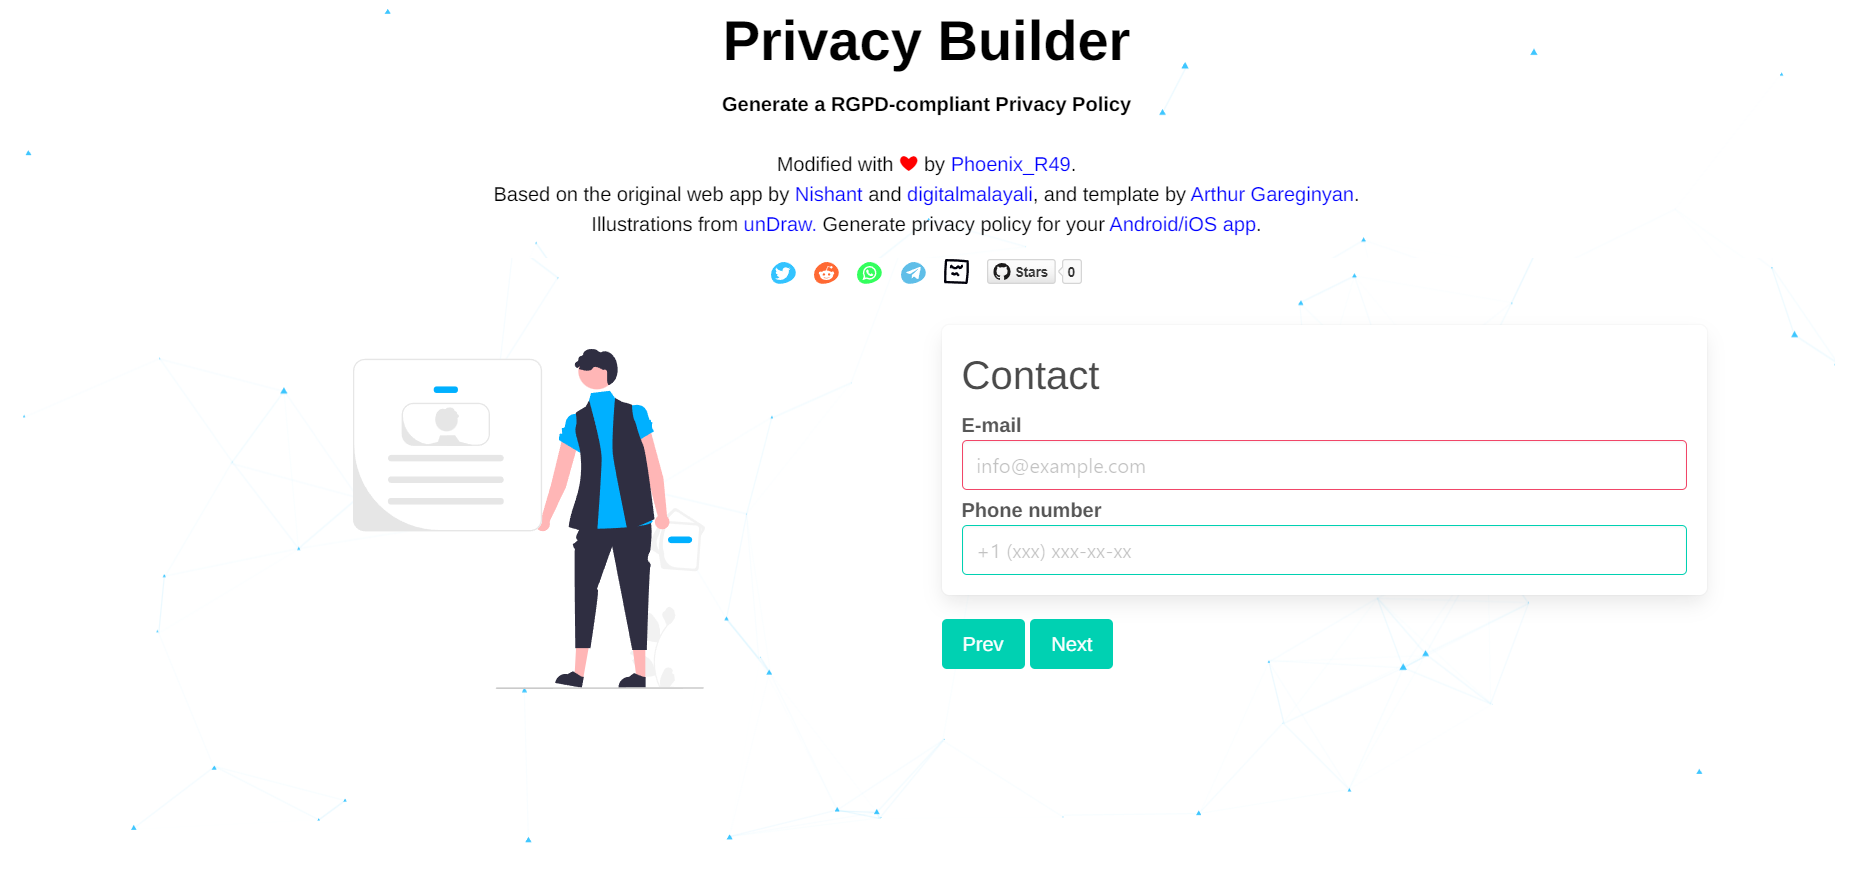 Privacy Builder
Generate a RGPD-compliant Privacy Policy
Modified with ❤ by Phoenix_R49.
Based on the original web app by Nishant and digitalmalayali, and template by Arthur Gareginyan.
Illustrations from unDraw. Generate privacy policy for your Android/iOS app.
Stars 0
Contact
E-mail
info@example.com
Phone number
+1 (xxx) xxx-xx-xx
Prev Next